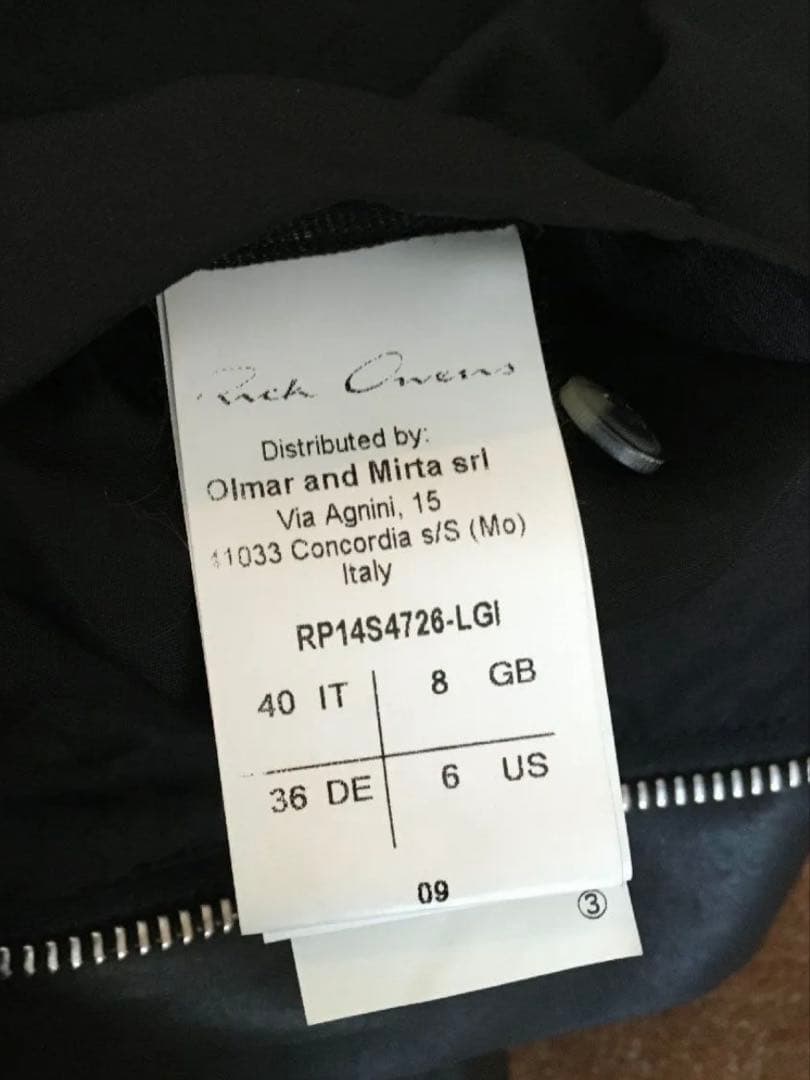 Rick Owens
Distributed by:
Olmar and Mirta srl
Via Agnini, 15
41033 Concordia s/S (Mo)
Italy
RP14S4726-LGI
40 IT 8 GB
36 DE 6 US
09
3